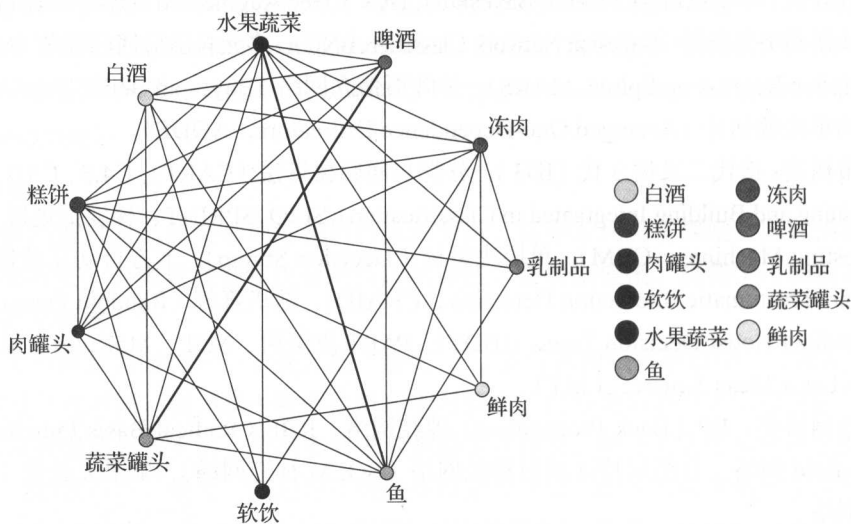 水果蔬菜
啤酒
白酒
冻肉
糕饼
乳制品
肉罐头
鲜肉
蔬菜罐头
鱼
软饮
白酒 冻肉
糕饼 啤酒
肉罐头 乳制品
软饮 蔬菜罐头
水果蔬菜 鲜肉
鱼